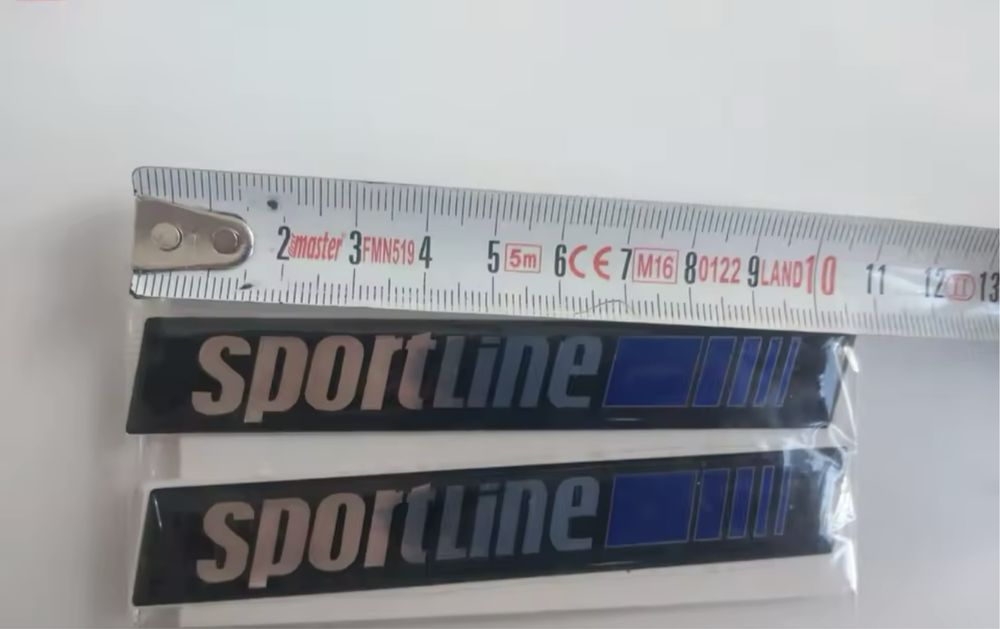 2 master® 3 FMN519 4 5 5m 6 CE 7 M16 8 0122 9 LAND 10 11 12 II 13
sportline
sportline